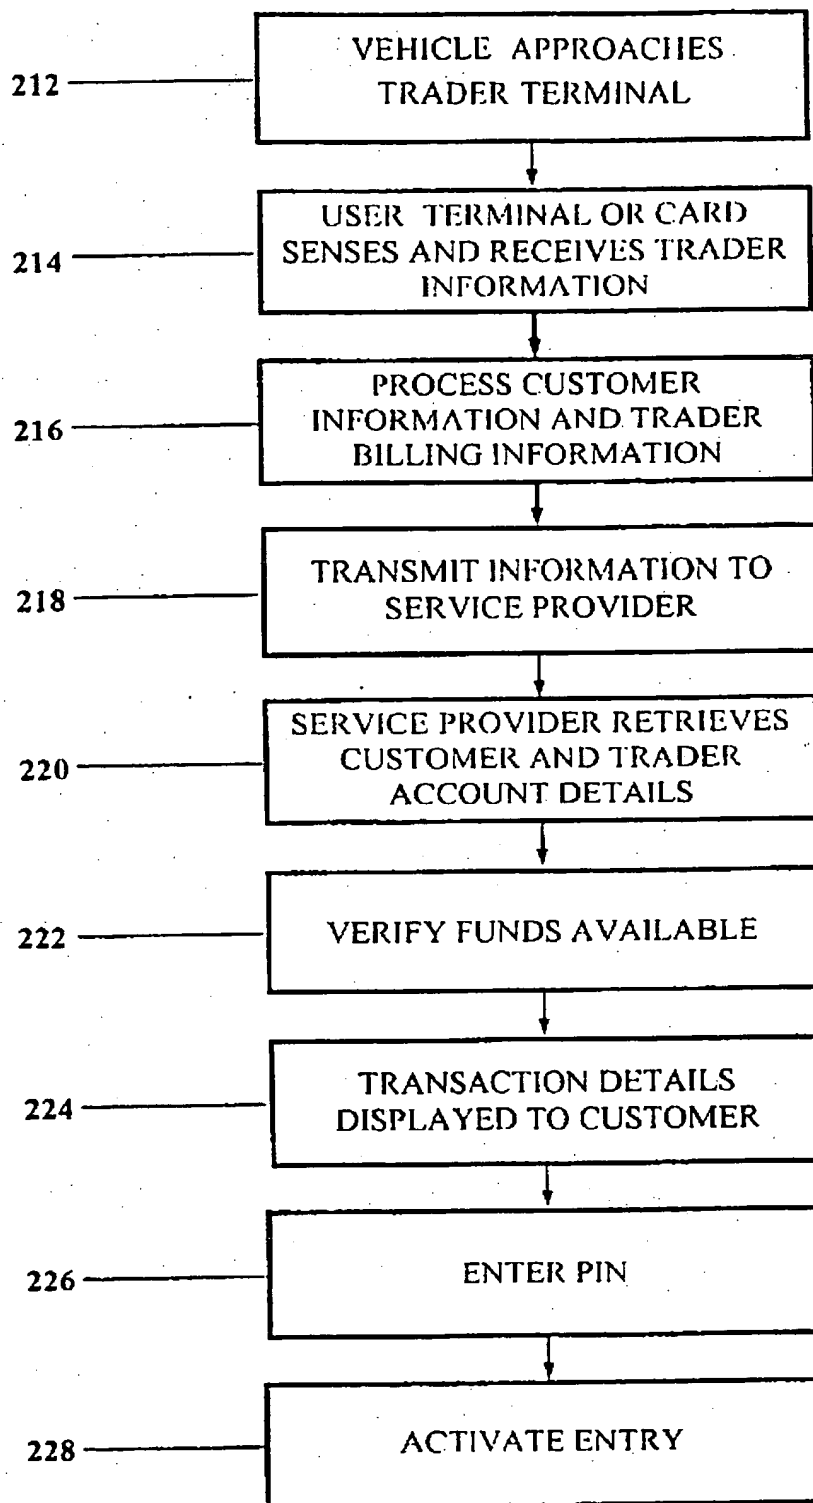 212
VEHICLE APPROACHES
TRADER TERMINAL
214
USER TERMINAL OR CARD
SENSES AND RECEIVES TRADER
INFORMATION
216
PROCESS CUSTOMER
INFORMATION AND TRADER
BILLING INFORMATION
218
TRANSMIT INFORMATION TO
SERVICE PROVIDER
220
SERVICE PROVIDER RETRIEVES
CUSTOMER AND TRADER
ACCOUNT DETAILS
222
VERIFY FUNDS AVAILABLE
224
TRANSACTION DETAILS
DISPLAYED TO CUSTOMER
226
ENTER PIN
228
ACTIVATE ENTRY